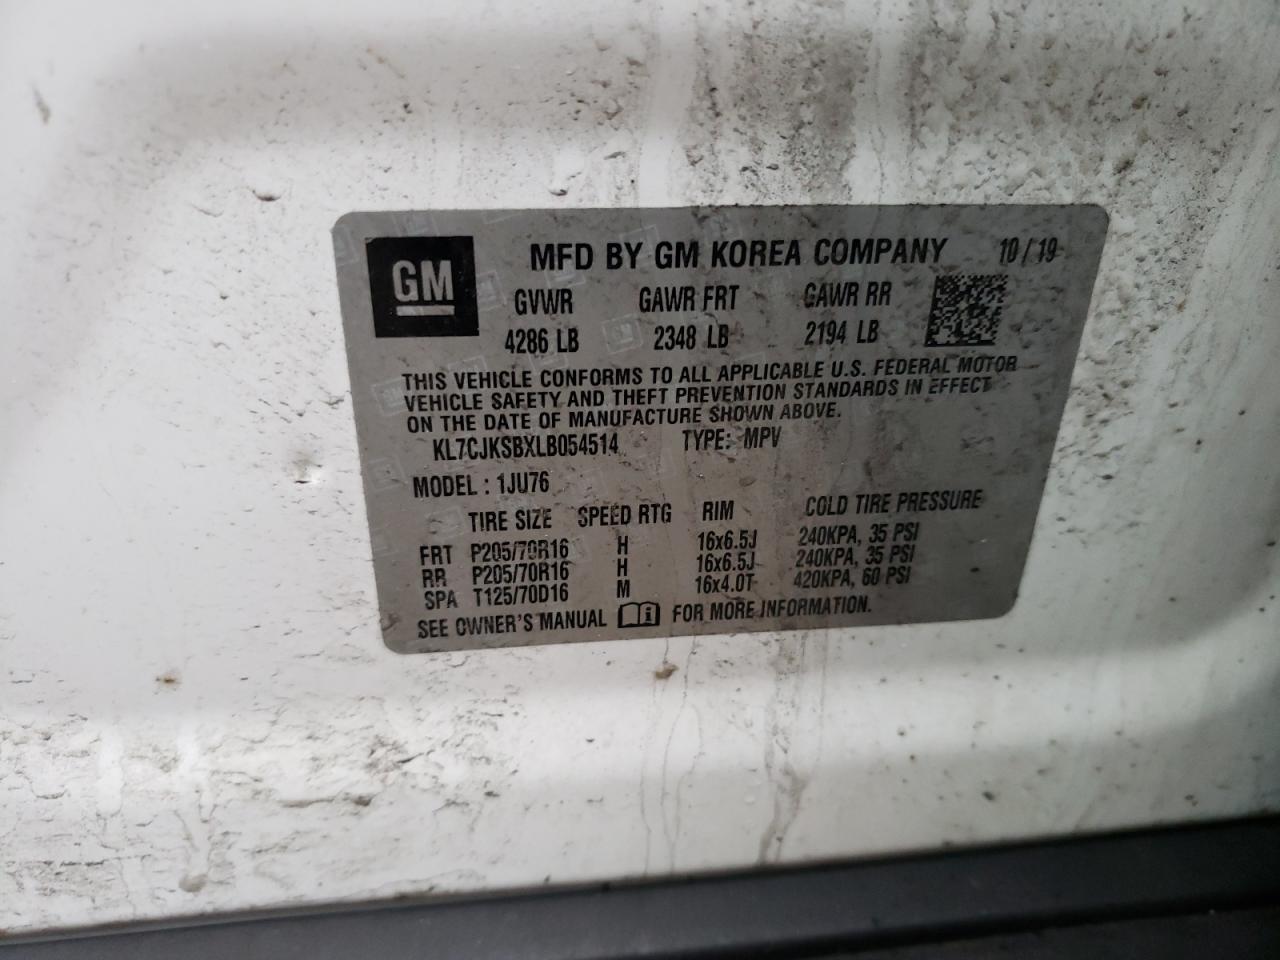 GM MFD BY GM KOREA COMPANY 10/19
GVWR GAWR FRT GAWR RR
4286 LB 2348 LB 2194 LB
THIS VEHICLE CONFORMS TO ALL APPLICABLE U.S. FEDERAL MOTOR
VEHICLE SAFETY AND THEFT PREVENTION STANDARDS IN EFFECT
ON THE DATE OF MANUFACTURE SHOWN ABOVE.
KL7CJKSBXLB054514 TYPE: MPV
MODEL : 1JU76
TIRE SIZE SPEED RTG RIM COLD TIRE PRESSURE
FRT P205/70R16 H 16x6.5J 240KPA, 35 PSI
RR P205/70R16 H 16x6.5J 240KPA, 35 PSI
SPA T125/70D16 M 16x4.0T 420KPA, 60 PSI
SEE OWNER'S MANUAL FOR MORE INFORMATION.